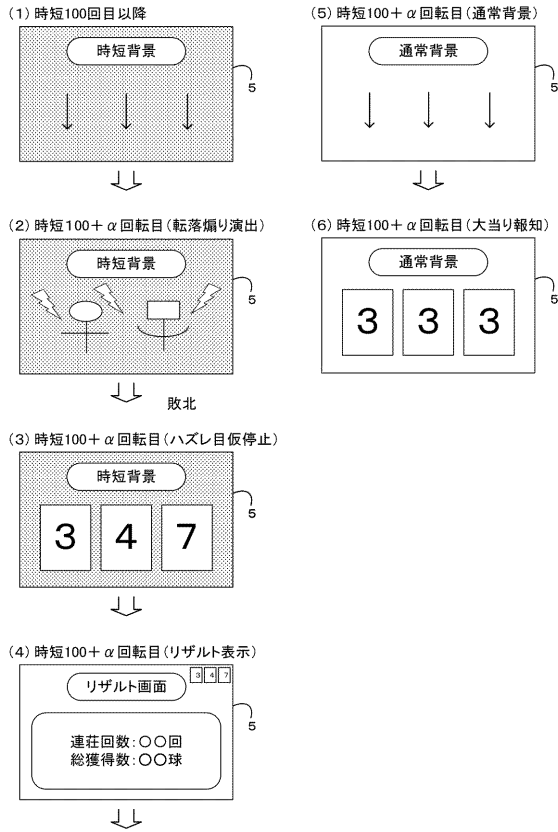 (1) 時短100回目以降
時短背景
5
(2) 時短100+α回転目(転落煽り演出)
時短背景
5
敗北
(3) 時短100+α回転目(ハズレ目仮停止)
時短背景
3 4 7
5
(4) 時短100+α回転目(リザルト表示)
3 4 7
リザルト画面
連荘回数:〇〇回
総獲得数:〇〇球
5
(5) 時短100+α回転目(通常背景)
通常背景
5
(6) 時短100+α回転目(大当り報知)
通常背景
3 3 3
5